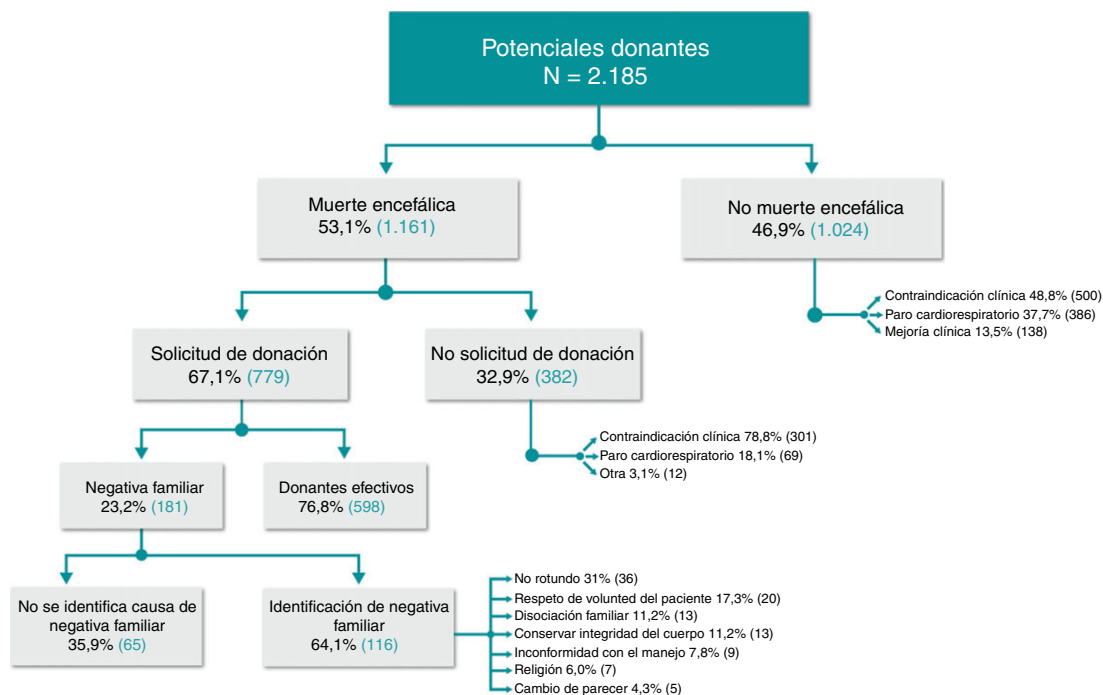 Potenciales donantes
N = 2.185
Muerte encefálica
53,1% (1.161)
No muerte encefálica
46,9% (1.024)
Contraindicación clínica 48,8% (500)
Paro cardiorespiratorio 37,7% (386)
Mejoría clínica 13,5% (138)
Solicitud de donación
67,1% (779)
No solicitud de donación
32,9% (382)
Contraindicación clínica 78,8% (301)
Paro cardiorespiratorio 18,1% (69)
Otra 3,1% (12)
Negativa familiar
23,2% (181)
Donantes efectivos
76,8% (598)
No se identifica causa de
negativa familiar
35,9% (65)
Identificación de negativa
familiar
64,1% (116)
No rotundo 31% (36)
Respeto de volunted del paciente 17,3% (20)
Disociación familiar 11,2% (13)
Conservar integridad del cuerpo 11,2% (13)
Inconformidad con el manejo 7,8% (9)
Religión 6,0% (7)
Cambio de parecer 4,3% (5)